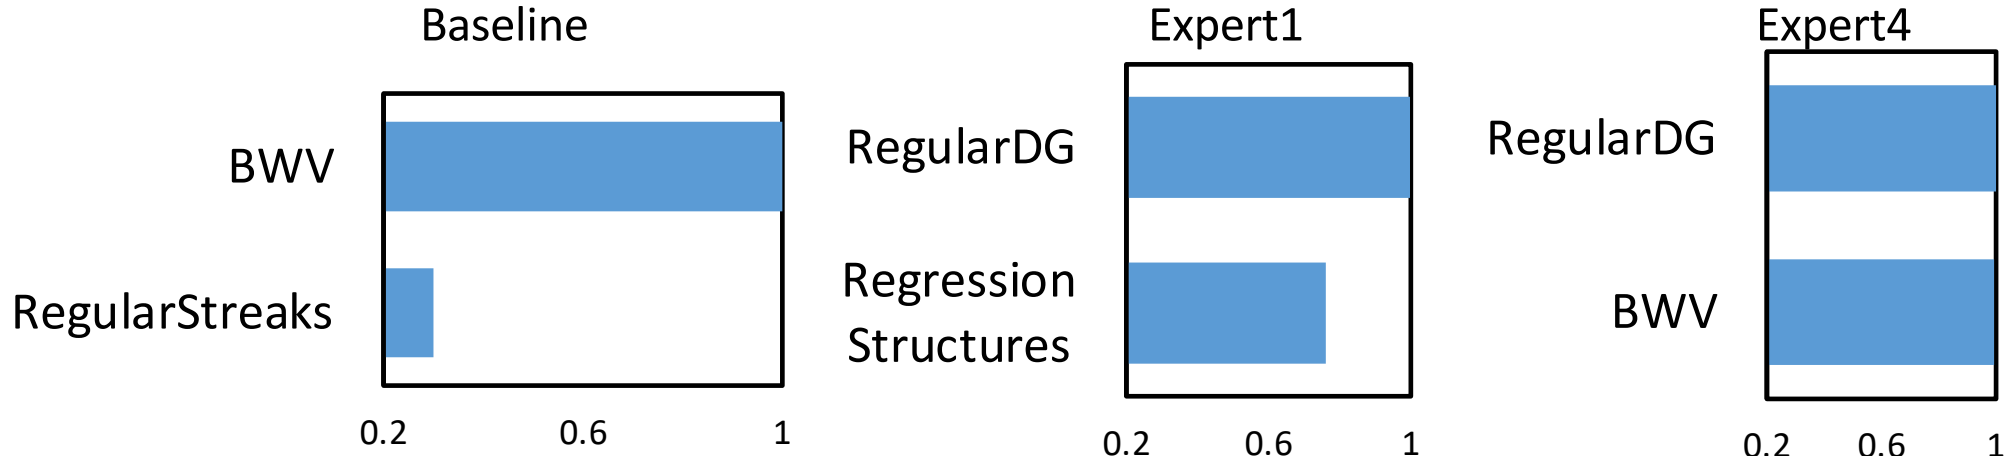 Baseline
BWV
RegularStreaks
0.2 0.6 1
Expert1
RegularDG
Regression
Structures
0.2 0.6 1
Expert4
RegularDG
BWV
0.2 0.6 1